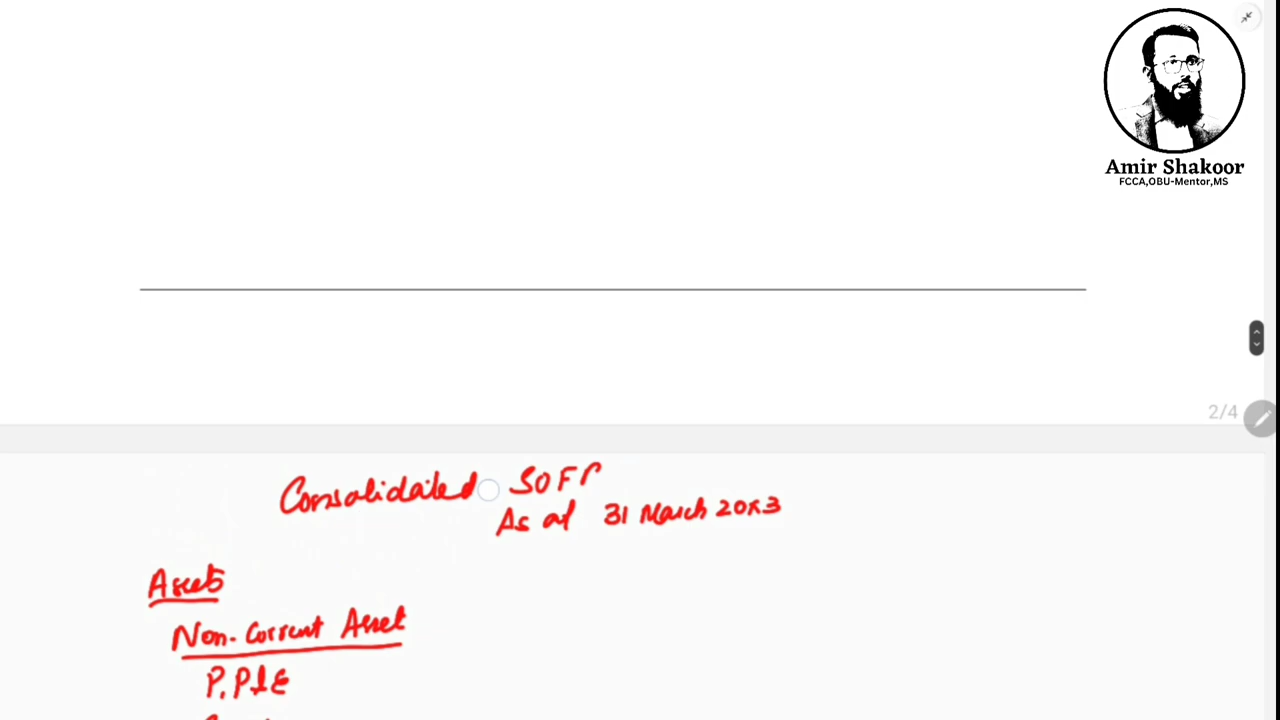 Amir Shakoor
FCCA,OBU-Mentor,MS
2/4
Consolidated SOFP
As at 31 March 20x3
Assets
Non-Current Asset
P.P&E